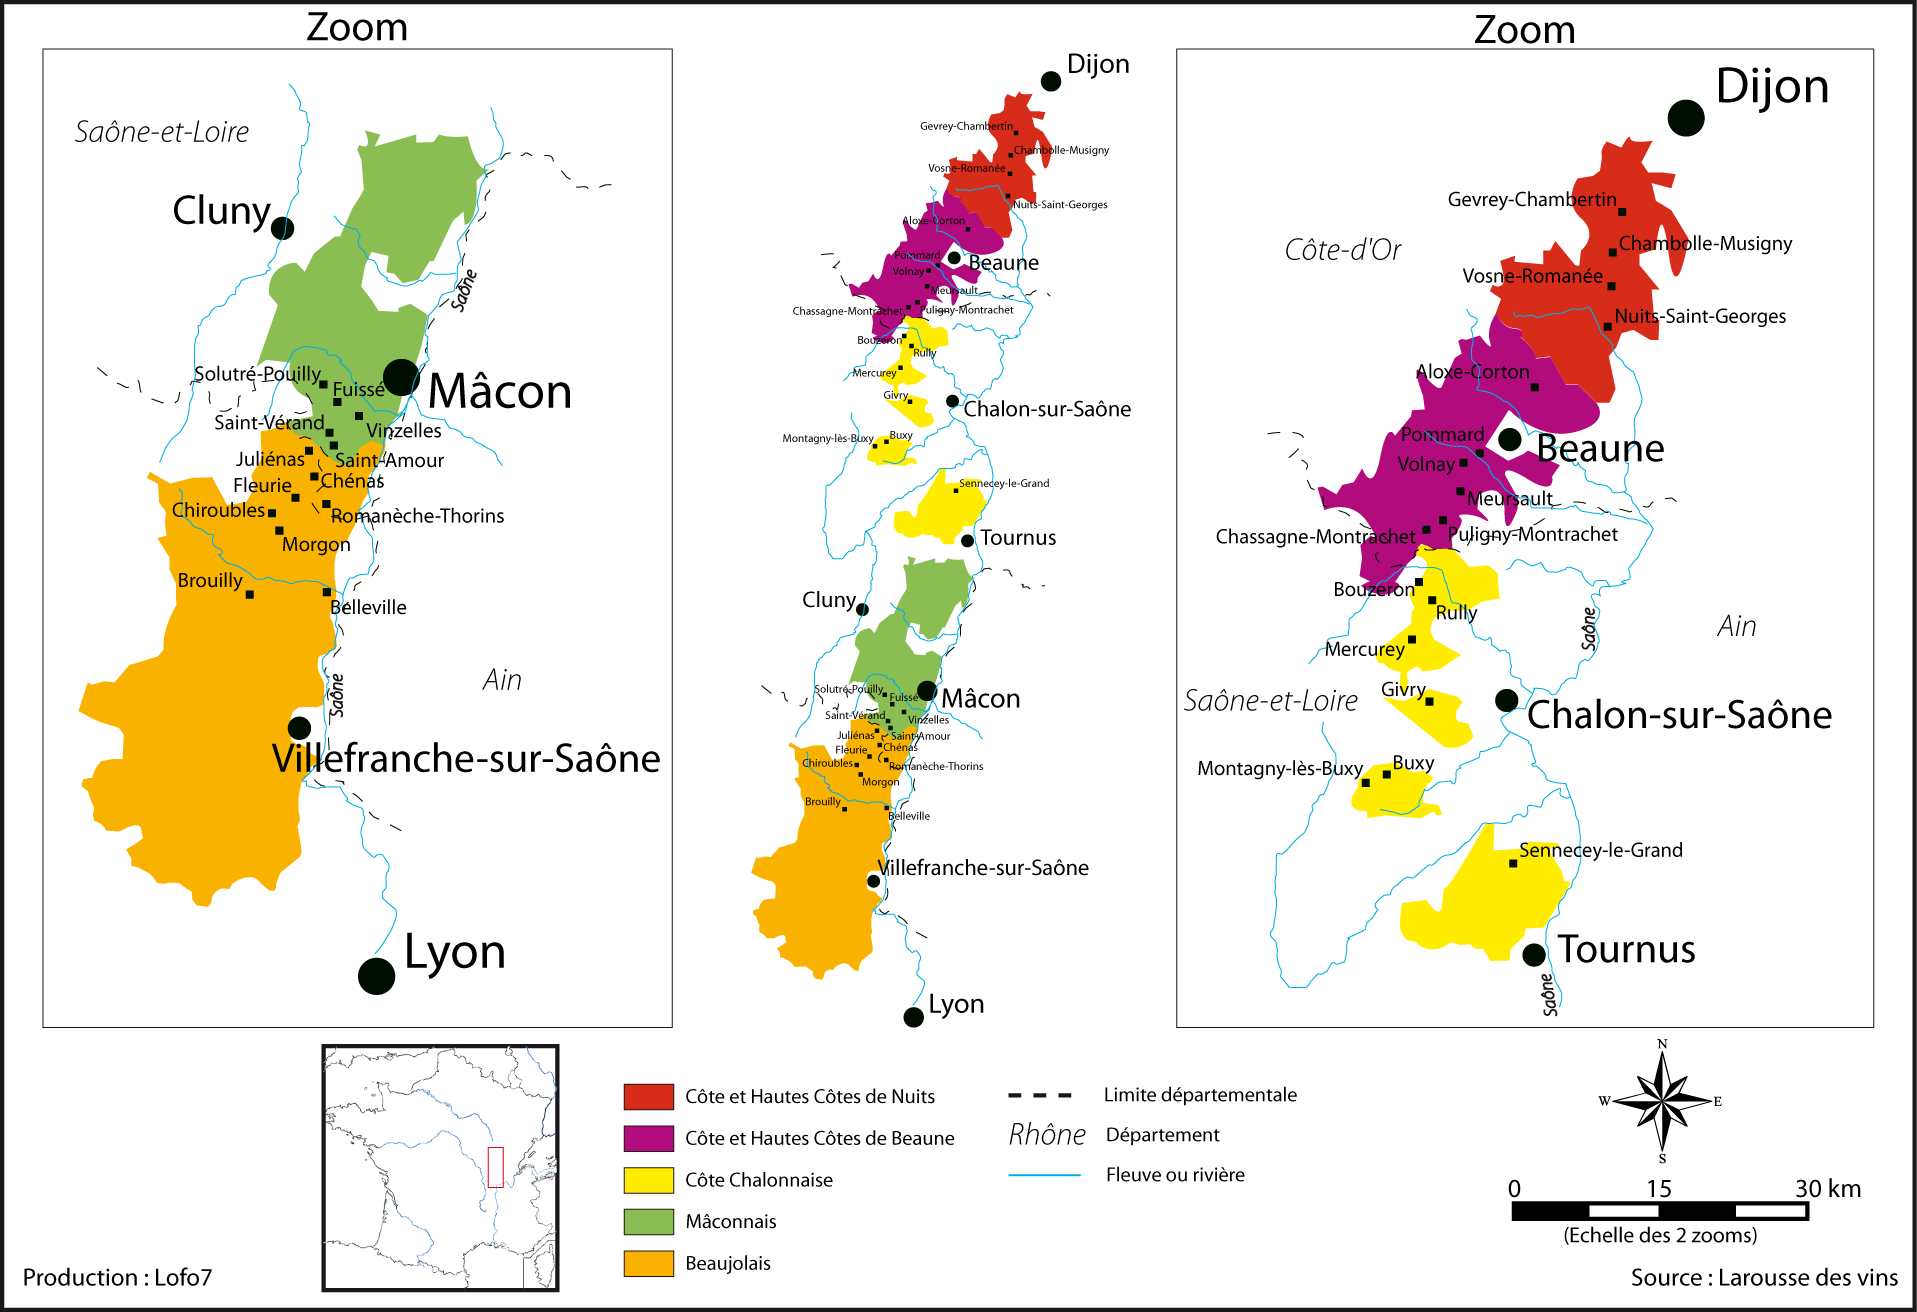 Zoom
Saône-et-Loire
Cluny
Saône
Mâcon
Solutré-Pouilly
Fuissé
Saint-Vérand
Vinzelles
Juliénas
Saint-Amour
Chénas
Fleurie
Chiroubles
Romanèche-Thorins
Morgon
Brouilly
Belleville
Ain
Saône
Villefranche-sur-Saône
Lyon
Dijon
Gevrey-Chambertin
Chambolle-Musigny
Vosne-Romanée
Nuits-Saint-Georges
Aloxe-Corton
Pommard
Beaune
Volnay
Meursault
Chassagne-Montrachet
Puligny-Montrachet
Bouzeron
Rully
Mercurey
Givry
Chalon-sur-Saône
Montagny-lès-Buxy
Buxy
Sennecey-le-Grand
Tournus
Cluny
Mâcon
Solutré-Pouilly
Fuissé
Saint-Vérand
Vinzelles
Juliénas
Saint-Amour
Chénas
Fleurie
Chiroubles
Romanèche-Thorins
Morgon
Brouilly
Belleville
Villefranche-sur-Saône
Lyon
Zoom
Dijon
Gevrey-Chambertin
Côte-d'Or
Chambolle-Musigny
Vosne-Romanée
Nuits-Saint-Georges
Aloxe-Corton
Pommard
Beaune
Volnay
Meursault
Chassagne-Montrachet
Puligny-Montrachet
Bouzeron
Rully
Saône
Ain
Mercurey
Saône-et-Loire
Givry
Chalon-sur-Saône
Montagny-lès-Buxy
Buxy
Sennecey-le-Grand
Tournus
Saône
Côte et Hautes Côtes de Nuits
Côte et Hautes Côtes de Beaune
Côte Chalonnaise
Mâconnais
Beaujolais
Limite départementale
Rhône Département
Fleuve ou rivière
N
W E
S
0 15 30 km
(Echelle des 2 zooms)
Production : Lofo7
Source : Larousse des vins